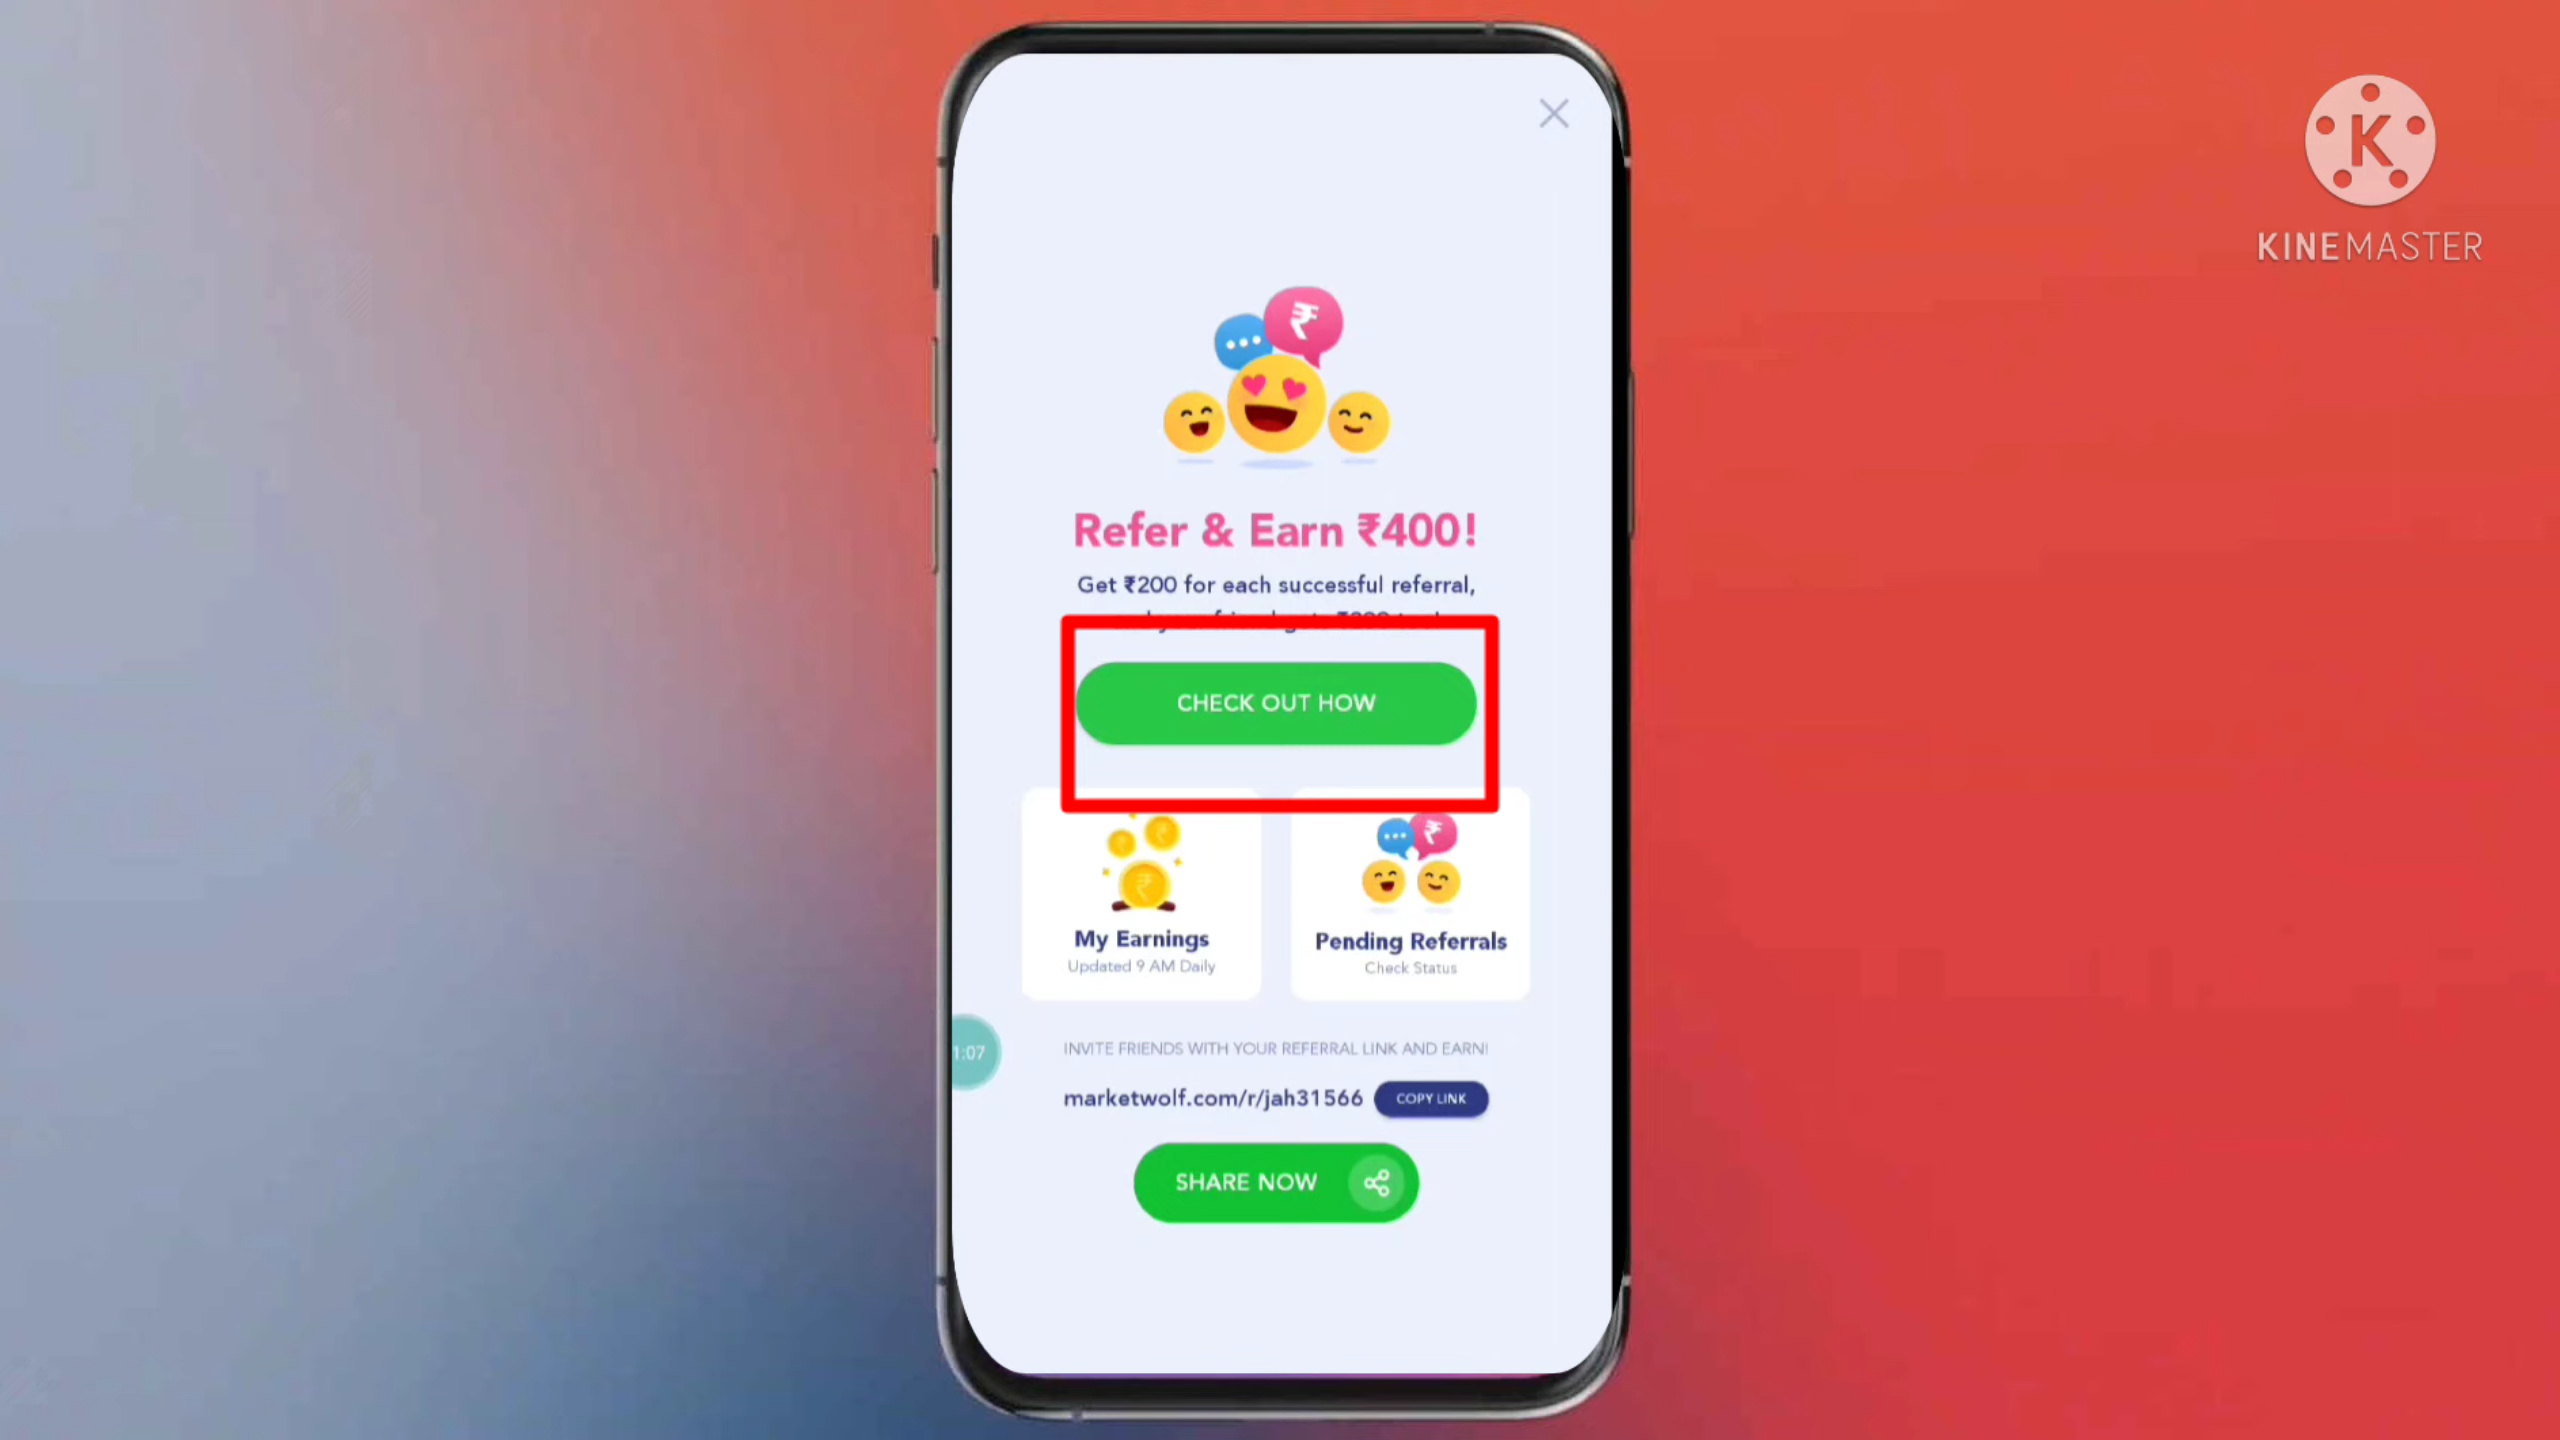 K
KINEMASTER
₹
Refer & Earn ₹400!
Get ₹200 for each successful referral,
CHECK OUT HOW
₹
₹
₹
₹
My Earnings
Updated 9 AM Daily
Pending Referrals
Check Status
1:07
INVITE FRIENDS WITH YOUR REFERRAL LINK AND EARN!
marketwolf.com/r/jah31566 COPY LINK
SHARE NOW